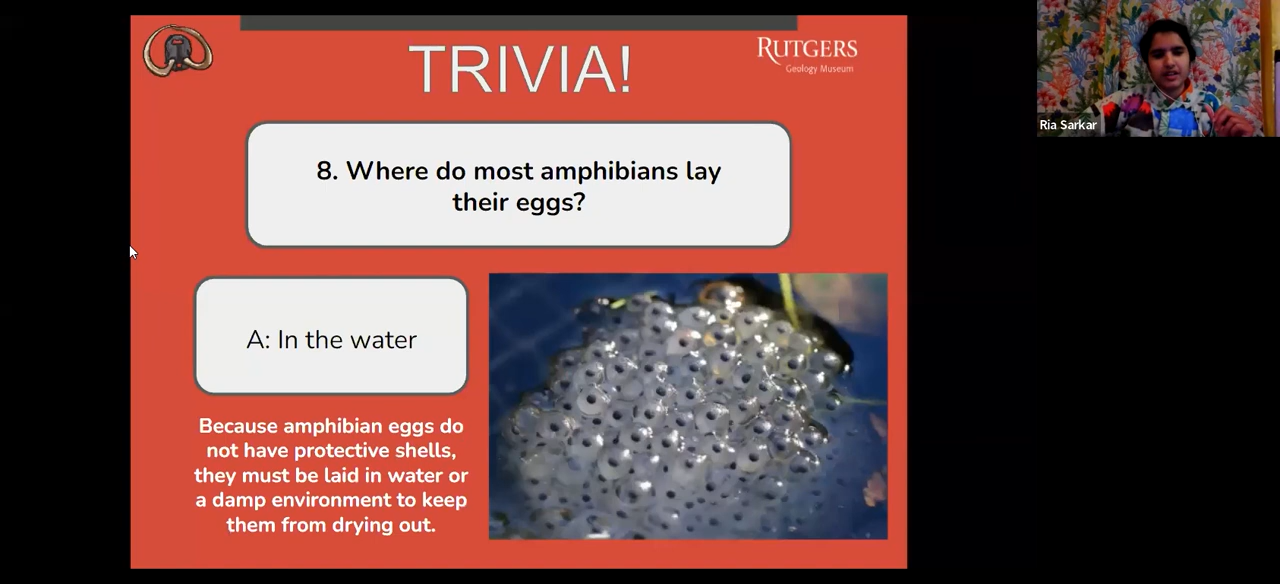 TRIVIA!
RUTGERS
Geology Museum
Ria Sarkar
8. Where do most amphibians lay
their eggs?
A: In the water
Because amphibian eggs do
not have protective shells,
they must be laid in water or
a damp environment to keep
them from drying out.